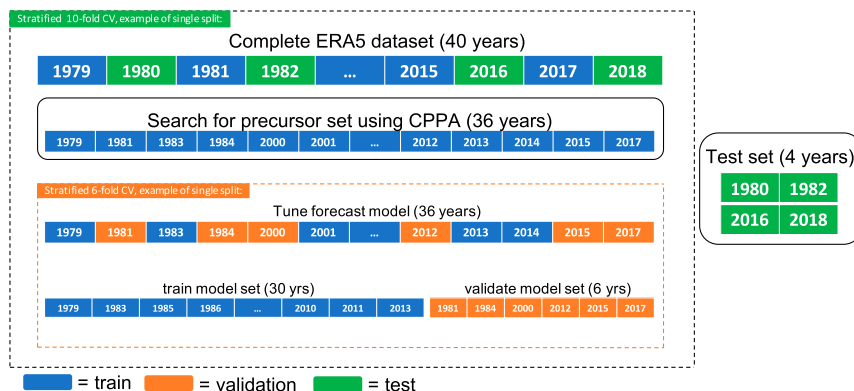 Stratified 10-fold CV, example of single split:
Complete ERA5 dataset (40 years)
1979 1980 1981 1982 ... 2015 2016 2017 2018
Search for precursor set using CPPA (36 years)
1979 1981 1983 1984 2000 2001 ... 2012 2013 2014 2015 2017
Stratified 6-fold CV, example of single split:
Tune forecast model (36 years)
1979 1981 1983 1984 2000 2001 ... 2012 2013 2014 2015 2017
train model set (30 yrs)
1979 1983 1985 1986 ... 2010 2011 2013
validate model set (6 yrs)
1981 1984 2000 2012 2015 2017
Test set (4 years)
1980 1982
2016 2018
= train = validation = test